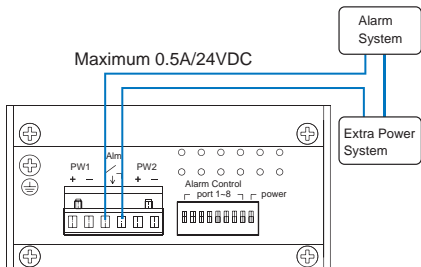 Alarm
System
Maximum 0.5A/24VDC
Extra Power
System
PW1 Alm PW2
+ − + −
Alarm Control
port 1~8 power